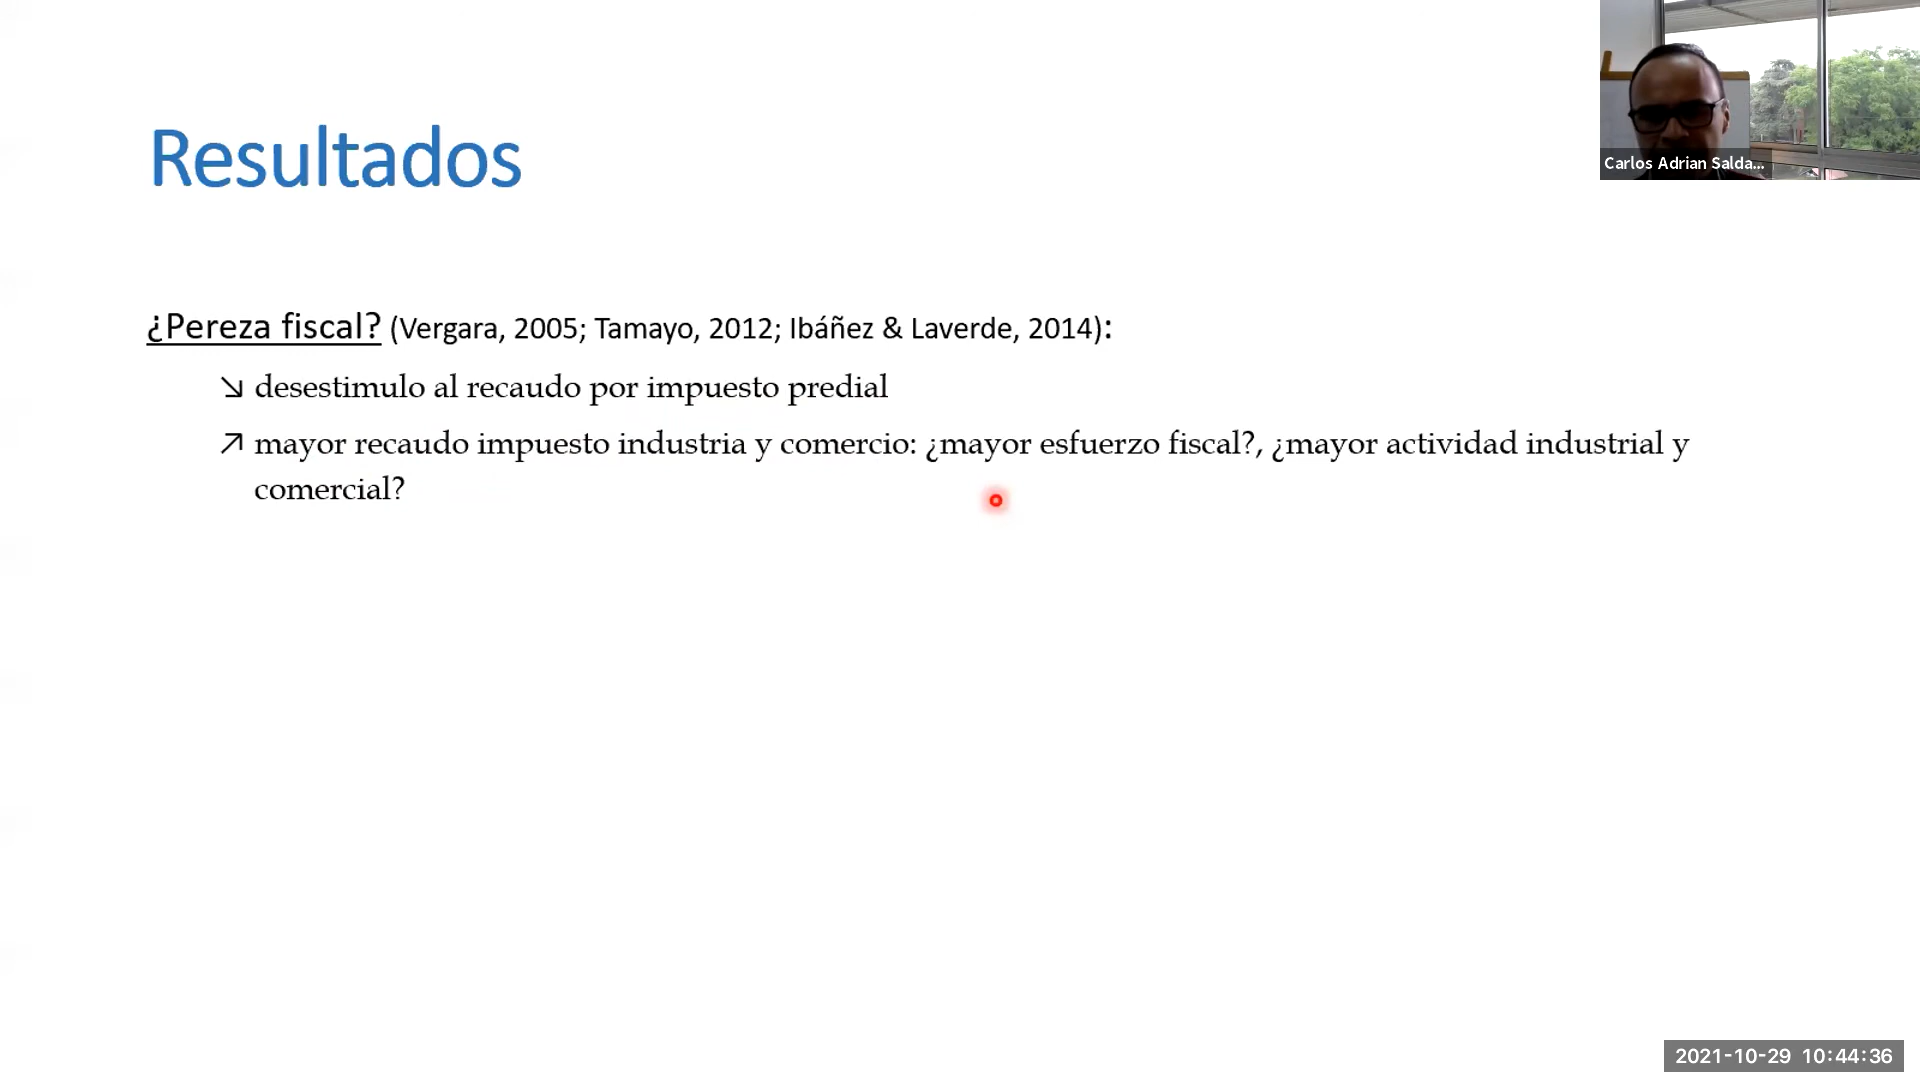 Resultados
Carlos Adrian Salda...
¿Pereza fiscal? (Vergara, 2005; Tamayo, 2012; Ibáñez & Laverde, 2014):
↘ desestimulo al recaudo por impuesto predial
↗ mayor recaudo impuesto industria y comercio: ¿mayor esfuerzo fiscal?, ¿mayor actividad industrial y
comercial?
2021-10-29 10:44:36